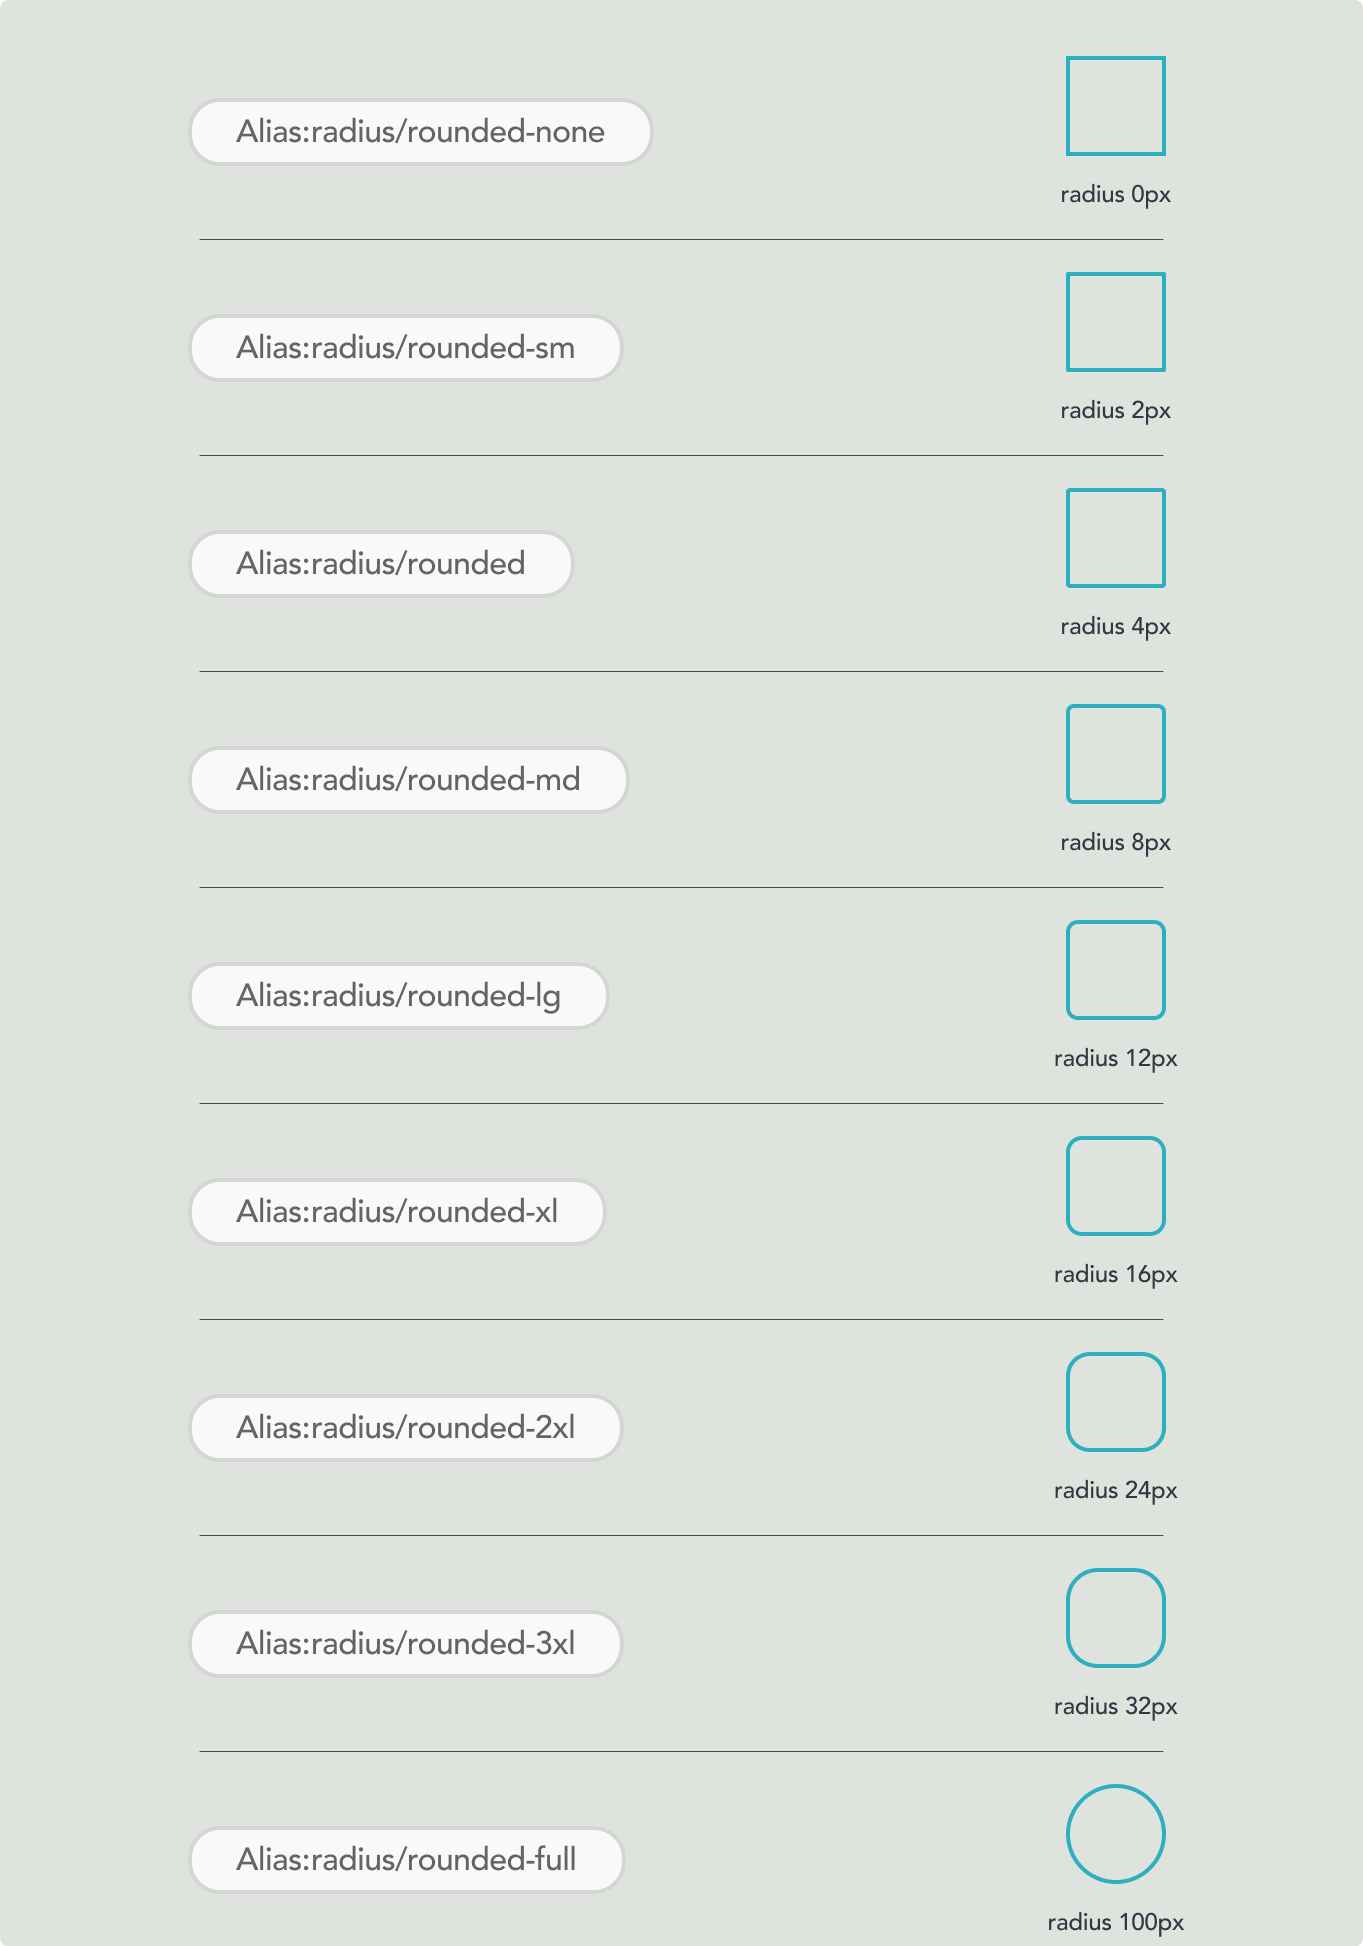 Alias:radius/rounded-none
radius 0px
Alias:radius/rounded-sm
radius 2px
Alias:radius/rounded
radius 4px
Alias:radius/rounded-md
radius 8px
Alias:radius/rounded-lg
radius 12px
Alias:radius/rounded-xl
radius 16px
Alias:radius/rounded-2xl
radius 24px
Alias:radius/rounded-3xl
radius 32px
Alias:radius/rounded-full
radius 100px